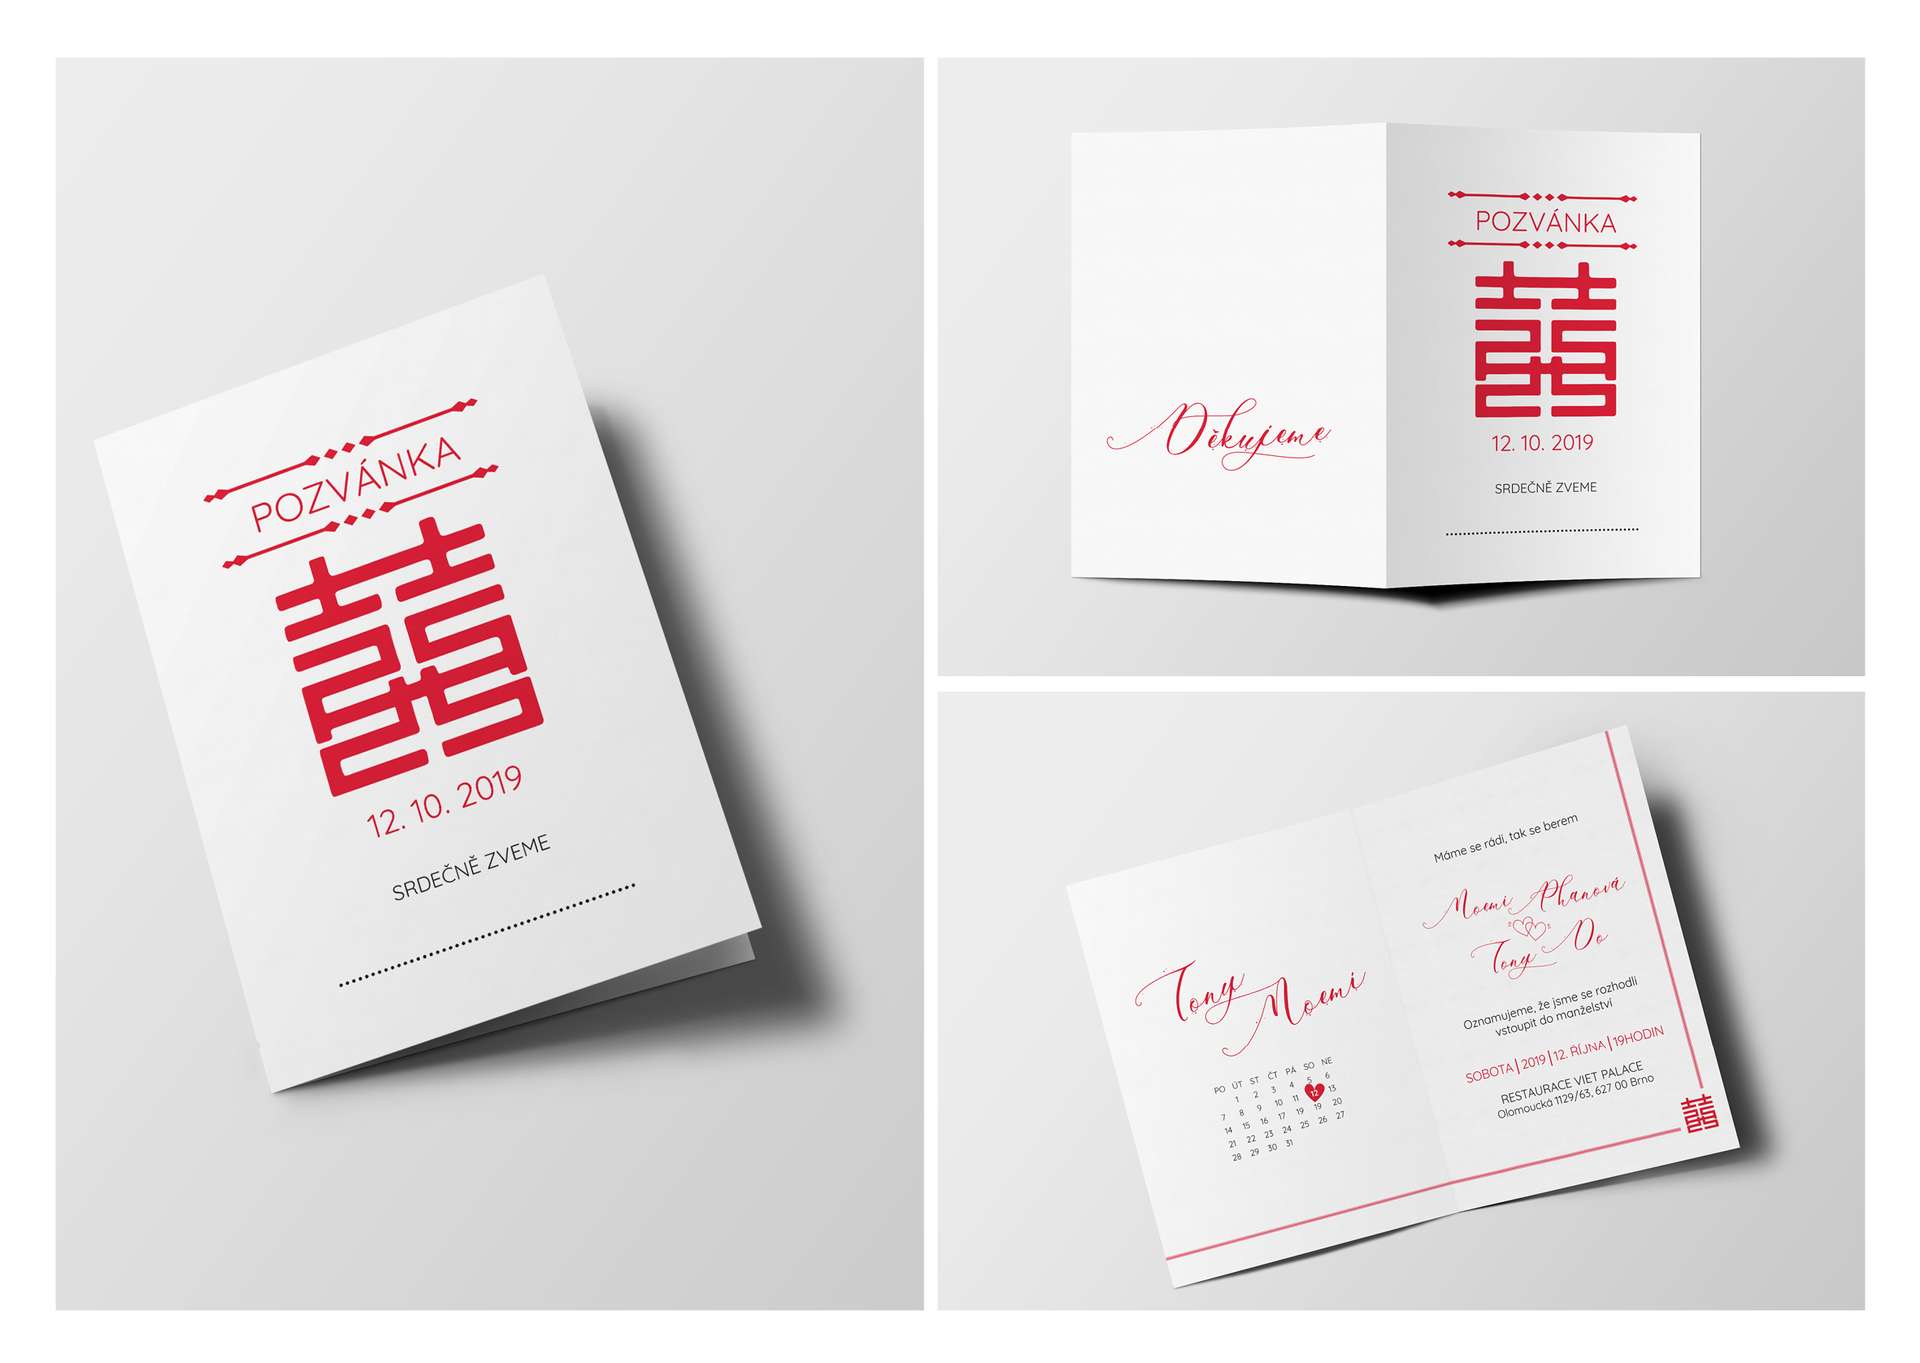 POZVÁNKA
囍
12. 10. 2019
SRDEČNĚ ZVEME
Děkujeme
POZVÁNKA
囍
12. 10. 2019
SRDEČNĚ ZVEME
Tony
Noemi
PO ÚT ST ČT PÁ SO NE
1 2 3 4 5 6
7 8 9 10 11 12 13
14 15 16 17 18 19 20
21 22 23 24 25 26 27
28 29 30 31
Máme se rádi, tak se berem
Noemi Phanová
Tony Do
Oznamujeme, že jsme se rozhodli
vstoupit do manželství
SOBOTA | 2019 | 12. ŘÍJNA | 19HODIN
RESTAURACE VIET PALACE
Olomoucká 1129/63, 627 00 Brno
囍